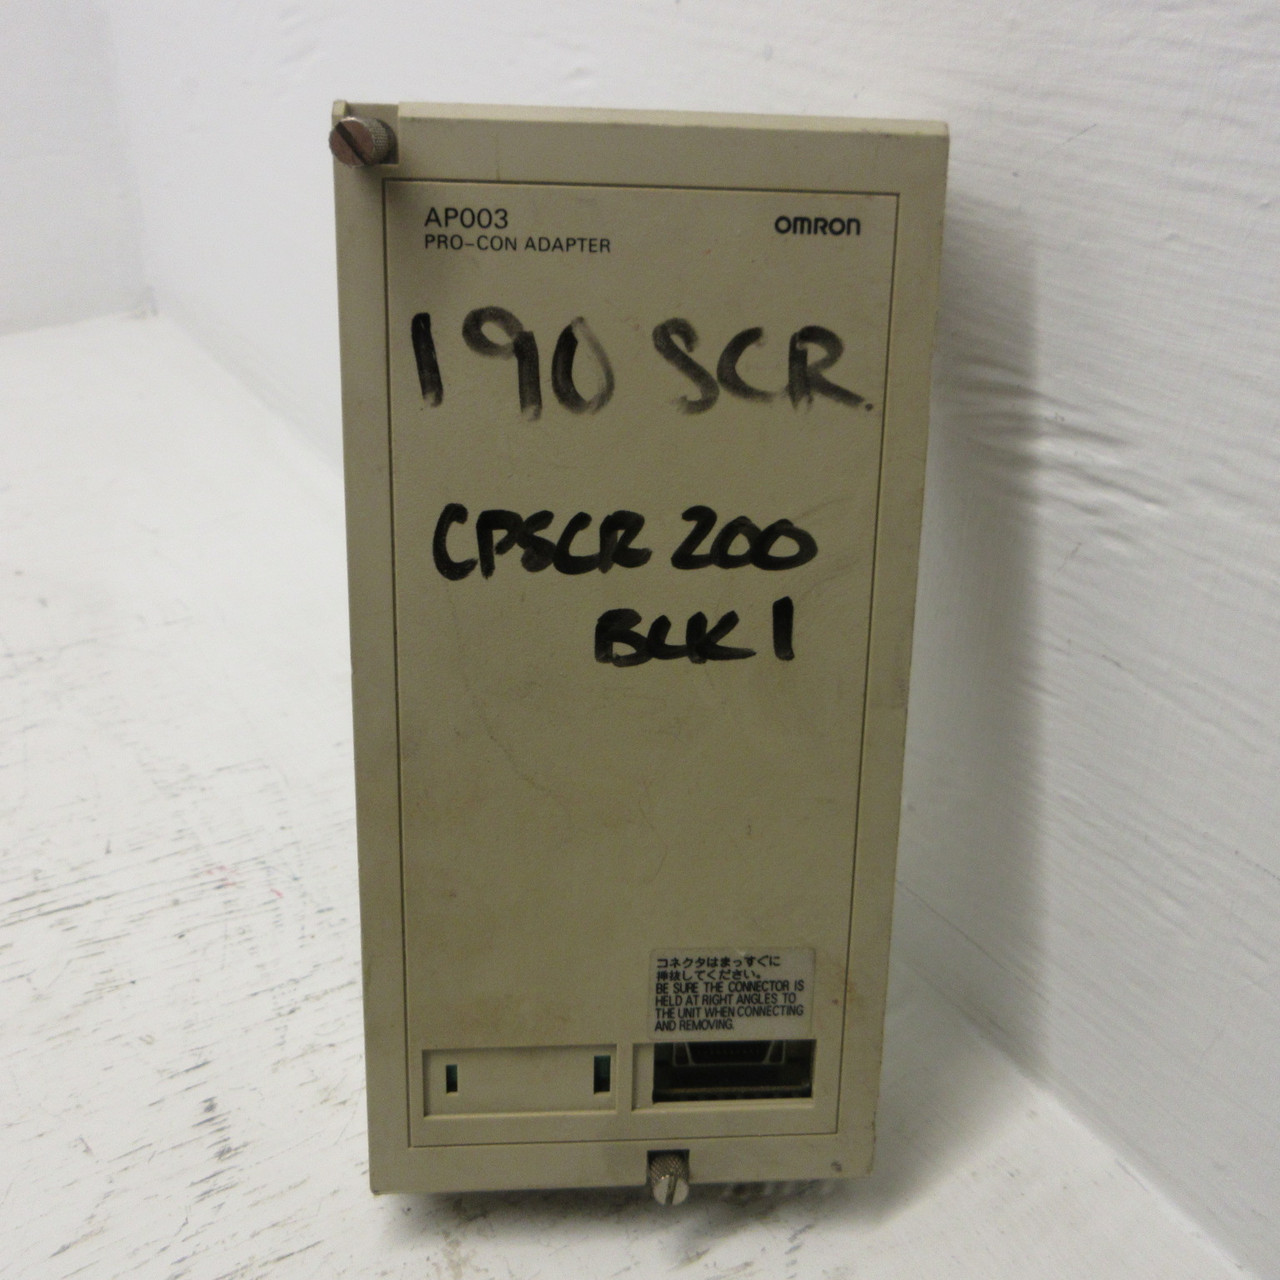 AP003
PRO-CON ADAPTER
OMRON
190 SCR.
CPSCR 200
BLK 1
コネクタはまっすぐに
挿抜してください。
BE SURE THE CONNECTOR IS
HELD AT RIGHT ANGLES TO
THE UNIT WHEN CONNECTING
AND REMOVING.